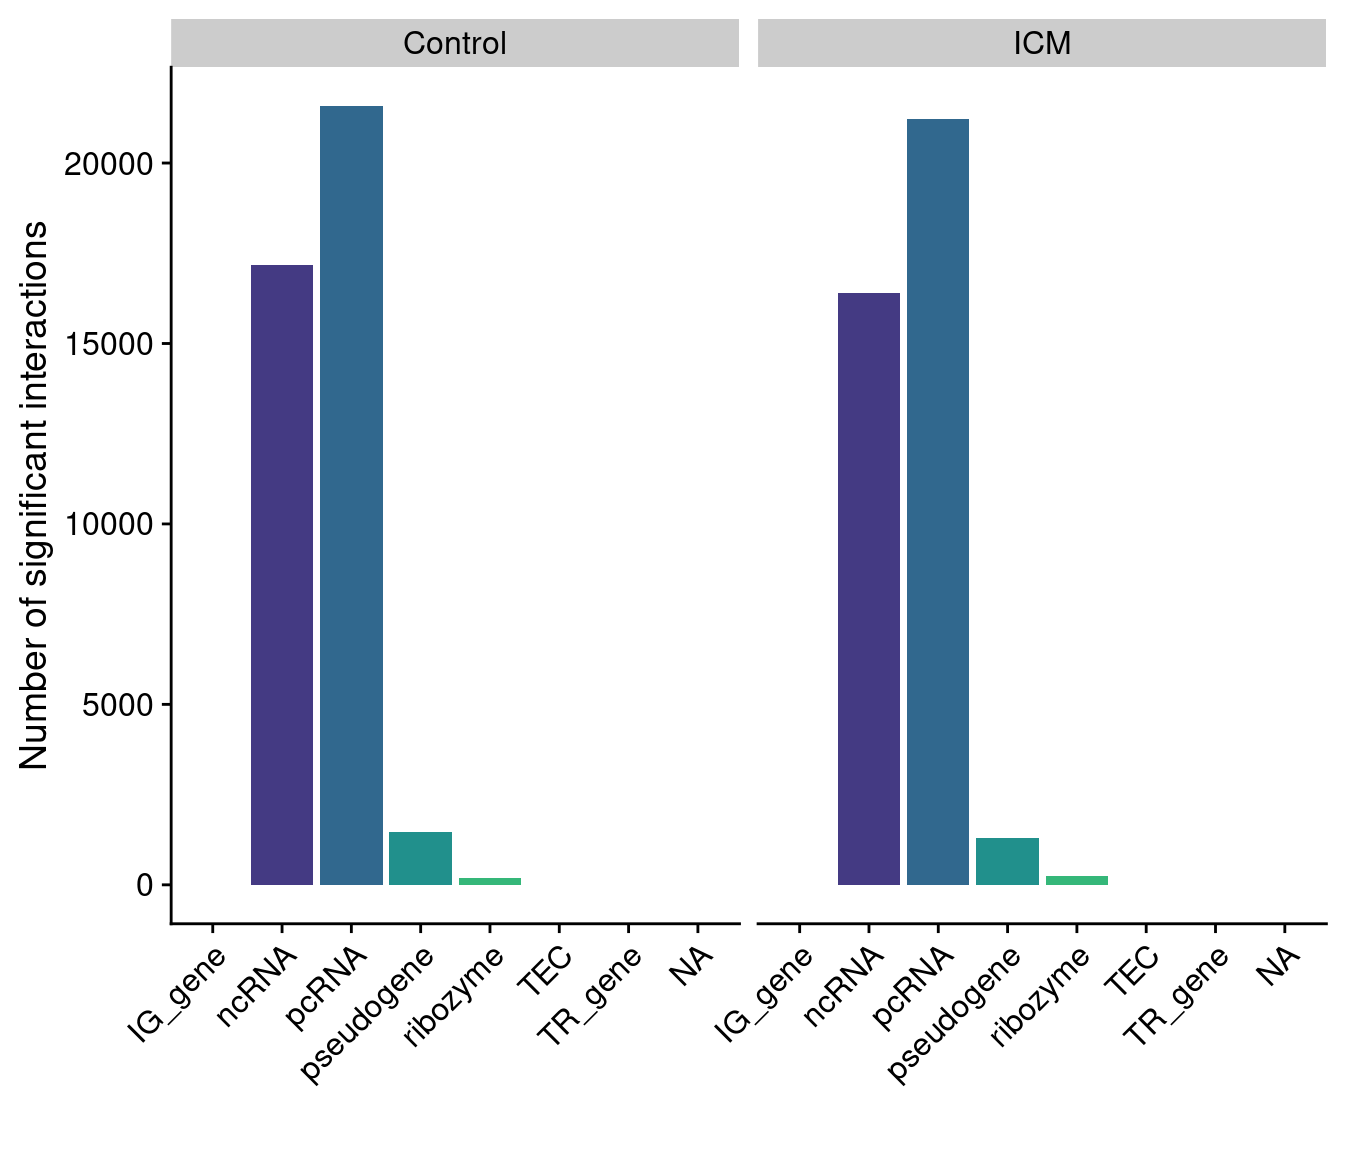 Control
ICM
Number of significant interactions
20000
15000
10000
5000
0
IG_gene
ncRNA
pcRNA
pseudogene
ribozyme
TEC
TR_gene
NA
IG_gene
ncRNA
pcRNA
pseudogene
ribozyme
TEC
TR_gene
NA